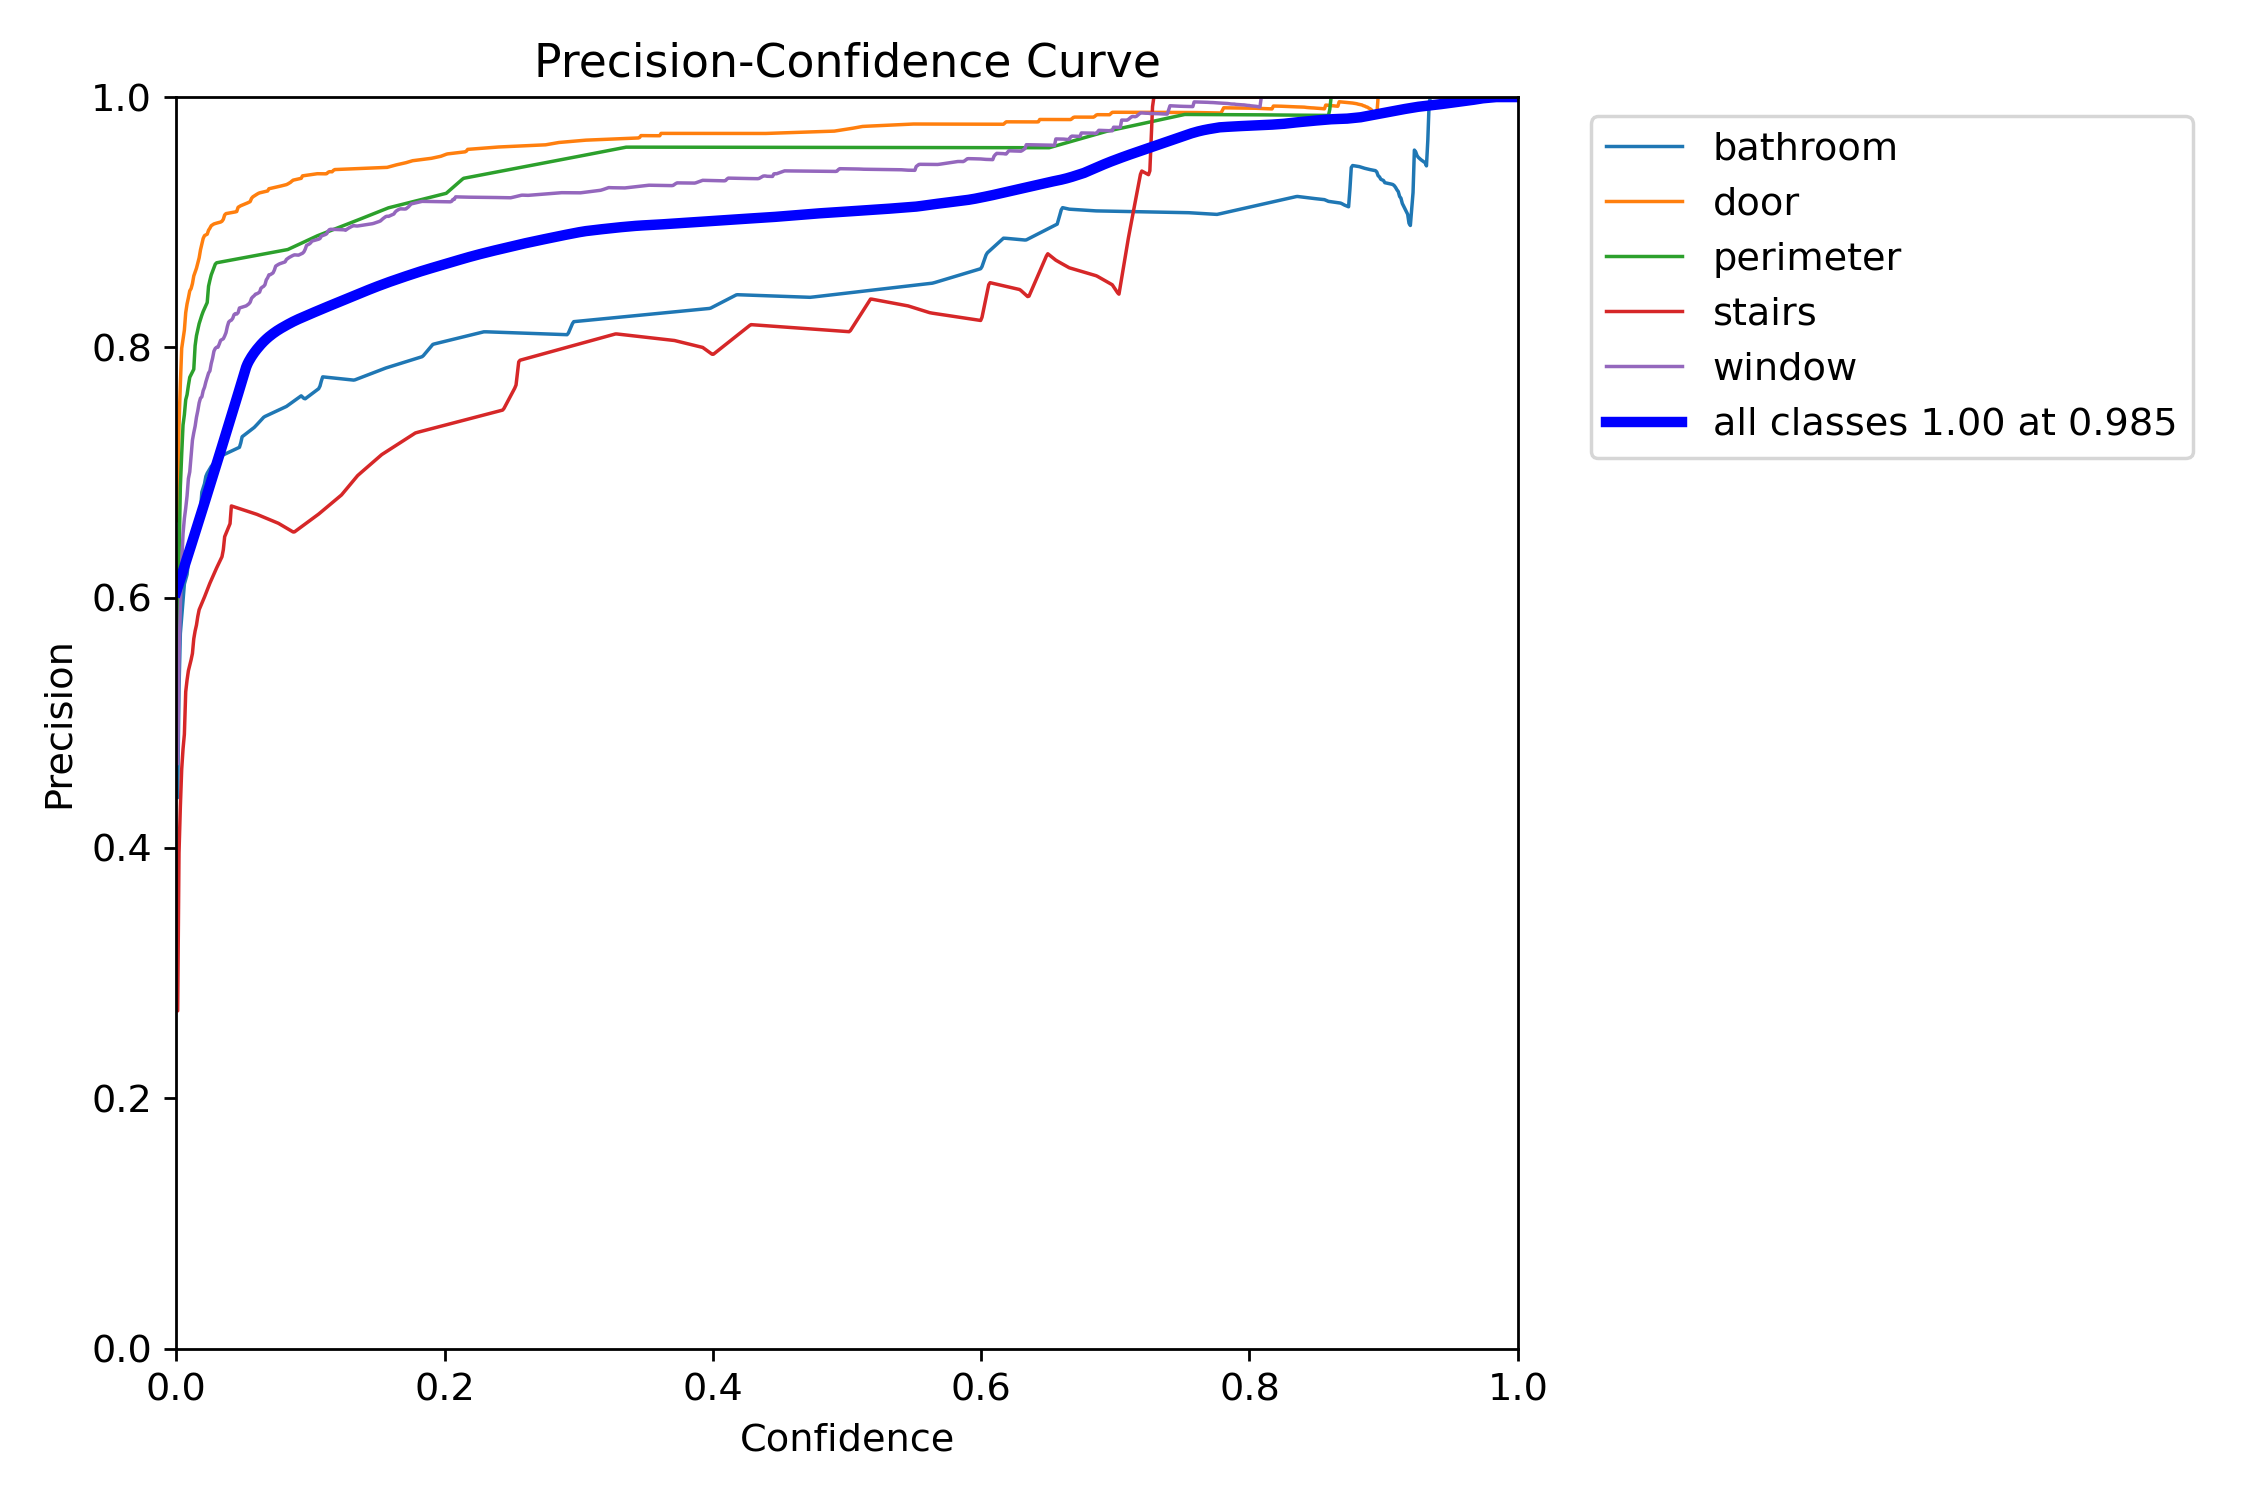 Precision-Confidence Curve
1.0
0.8
0.6
0.4
0.2
0.0
Precision
0.0 0.2 0.4 0.6 0.8 1.0
Confidence
bathroom
door
perimeter
stairs
window
all classes 1.00 at 0.985